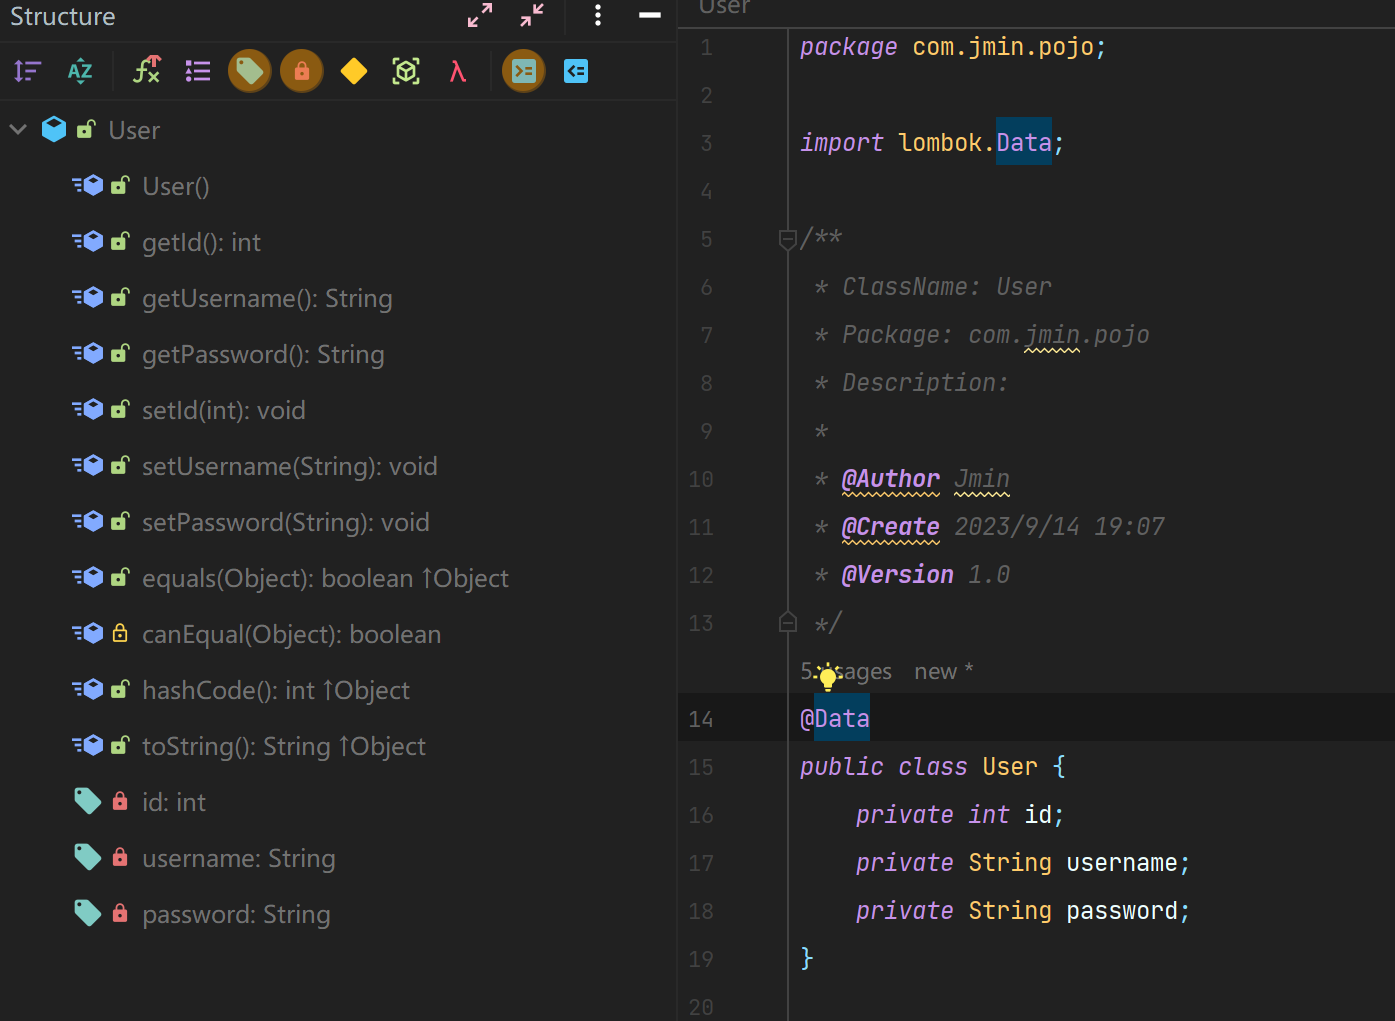 Structure
User
User()
getId(): int
getUsername(): String
getPassword(): String
setId(int): void
setUsername(String): void
setPassword(String): void
equals(Object): boolean ↑Object
canEqual(Object): boolean
hashCode(): int ↑Object
toString(): String ↑Object
id: int
username: String
password: String
User
1 package com.jmin.pojo;
2
3 import lombok.Data;
4
5 /**
6 * ClassName: User
7 * Package: com.jmin.pojo
8 * Description:
9 *
10 * @Author Jmin
11 * @Create 2023/9/14 19:07
12 * @Version 1.0
13 */
5 usages new *
14 @Data
15 public class User {
16 private int id;
17 private String username;
18 private String password;
19 }
20